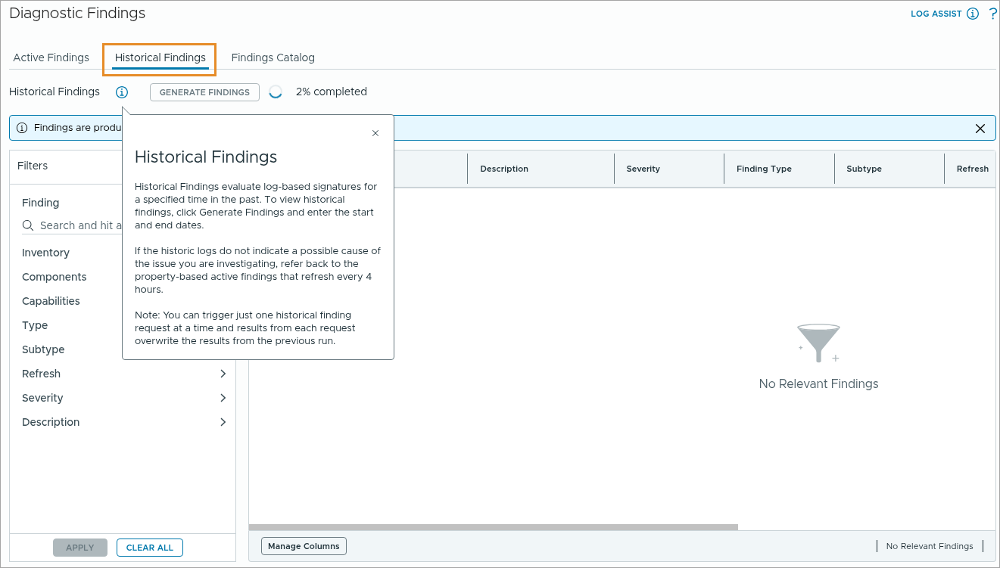 Diagnostic Findings
LOG ASSIST
?
Active Findings
Historical Findings
Findings Catalog
Historical Findings
GENERATE FINDINGS
2% completed
Findings are produ
Historical Findings
Historical Findings evaluate log-based signatures for
a specified time in the past. To view historical
findings, click Generate Findings and enter the start
and end dates.
If the historic logs do not indicate a possible cause of
the issue you are investigating, refer back to the
property-based active findings that refresh every 4
hours.
Note: You can trigger just one historical finding
request at a time and results from each request
overwrite the results from the previous run.
Filters
Finding
Search and hit a
Inventory
Components
Capabilities
Type
Subtype
Refresh
Severity
Description
APPLY
CLEAR ALL
Description
Severity
Finding Type
Subtype
Refresh
No Relevant Findings
Manage Columns
No Relevant Findings